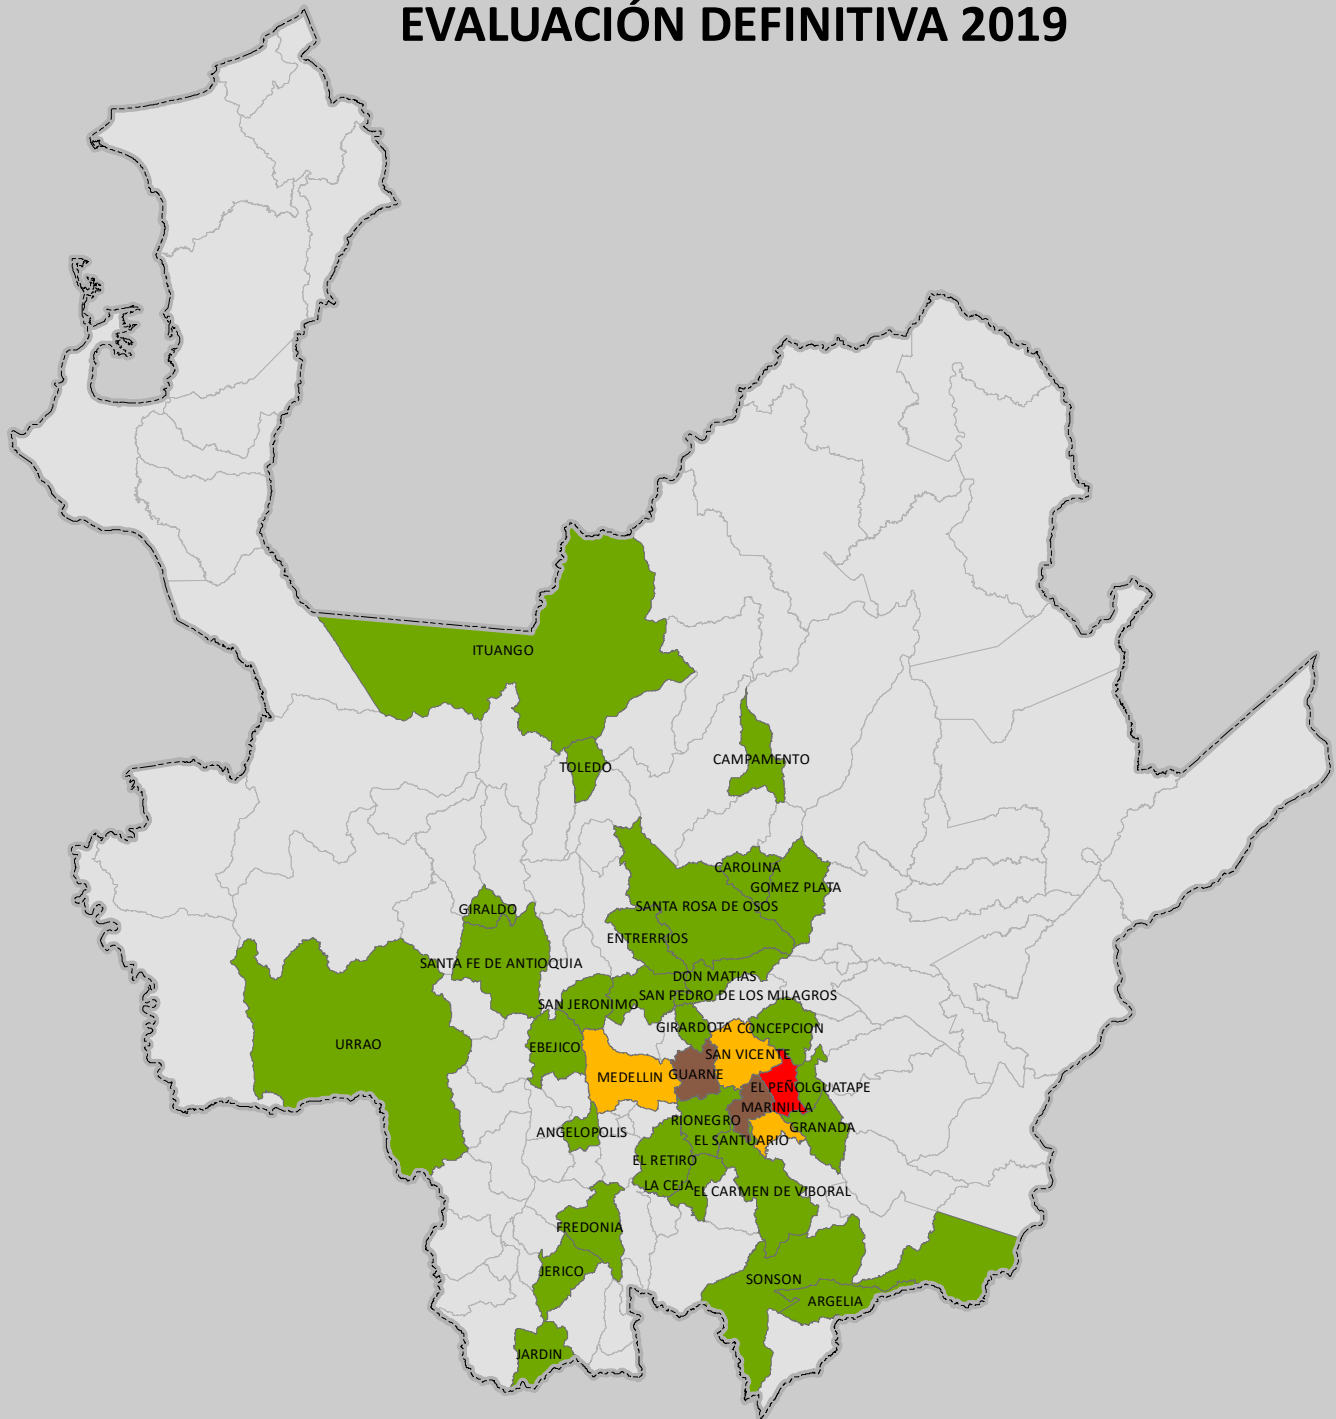 EVALUACIÓN DEFINITIVA 2019
ITUANGO
CAMPAMENTO
TOLEDO
CAROLINA
GOMEZ PLATA
SANTA ROSA DE OSOS
GIRALDO
ENTRERRIOS
SANTA FE DE ANTIOQUIA
DON MATIAS
SAN PEDRO DE LOS MILAGROS
SAN JERONIMO
GIRARDOTA
CONCEPCION
URRAO
EBEJICO
SAN VICENTE
MEDELLIN
GUARNE
EL PEÑOL
GUATAPE
MARINILLA
RIONEGRO
GRANADA
ANGELOPOLIS
EL SANTUARIO
EL RETIRO
LA CEJA
EL CARMEN DE VIBORAL
FREDONIA
JERICO
SONSON
ARGELIA
JARDIN